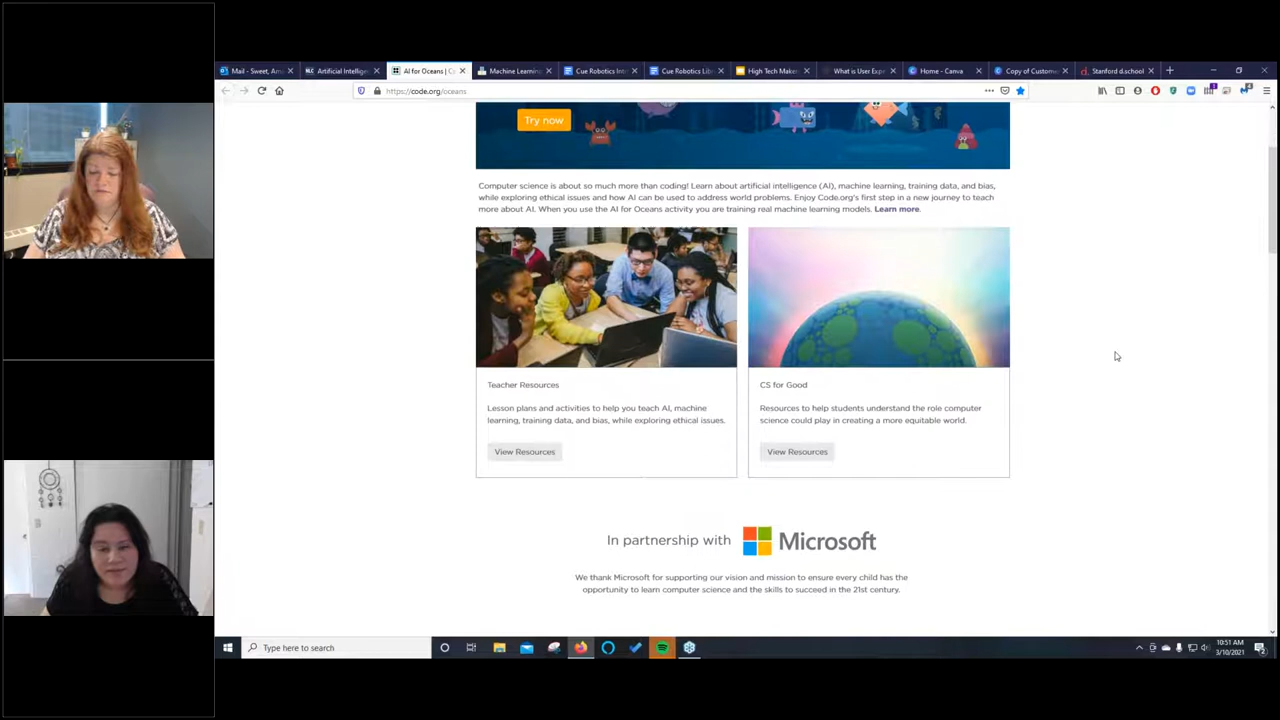 Mail - Sweet, Am
Artificial Intellige
AI for Oceans | C
Machine Learnin
Cue Robotics Inte
Cue Robotics Lib
High Tech Make
What is User Exp
Home - Canva
Copy of Custome
Stanford d.school
https://code.org/oceans
Try now
Computer science is about so much more than coding! Learn about artificial intelligence (AI), machine learning, training data, and bias,
while exploring ethical issues and how AI can be used to address world problems. Enjoy Code.org's first step in a new journey to teach
more about AI. When you use the AI for Oceans activity you are training real machine learning models. Learn more.
Teacher Resources
Lesson plans and activities to help you teach AI, machine
learning, training data, and bias, while exploring ethical issues.
View Resources
CS for Good
Resources to help students understand the role computer
science could play in creating a more equitable world.
View Resources
In partnership with Microsoft
We thank Microsoft for supporting our vision and mission to ensure every child has the
opportunity to learn computer science and the skills to succeed in the 21st century.
Type here to search
10:51 AM
3/10/2021